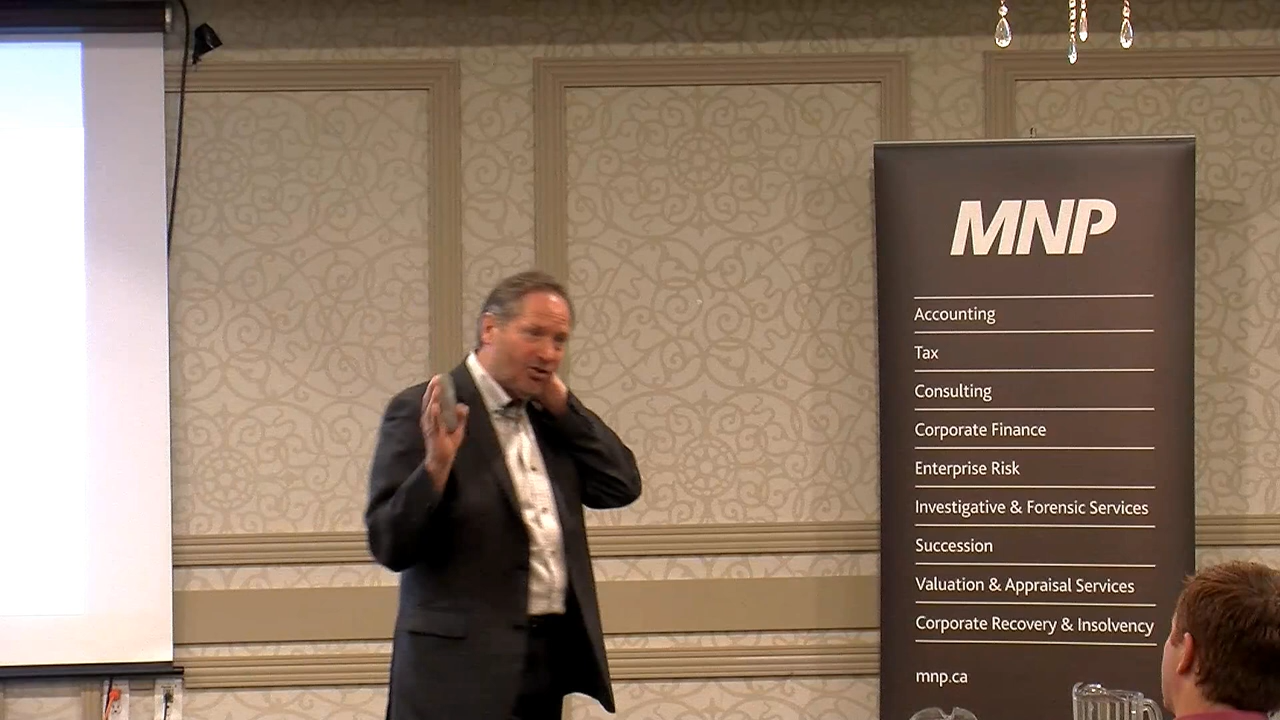 MNP
Accounting
Tax
Consulting
Corporate Finance
Enterprise Risk
Investigative & Forensic Services
Succession
Valuation & Appraisal Services
Corporate Recovery & Insolvency
mnp.ca